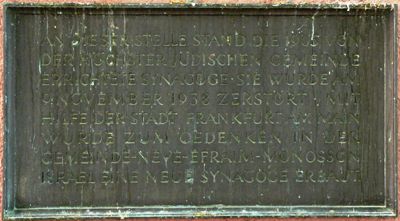 AN DIESER STELLE STAND DIE 1905 VON
DER HÖCHSTER JÜDISCHEN GEMEINDE
ERRICHTETE SYNAGOGE · SIE WURDE AM
9. NOVEMBER 1938 ZERSTÖRT · MIT
HILFE DER STADT FRANKFURT AM MAIN
WURDE ZUM GEDENKEN IN DER
GEMEINDE-NEVE-EFRAIM-MONOSSON
ISRAEL EINE NEUE SYNAGOGE ERBAUT